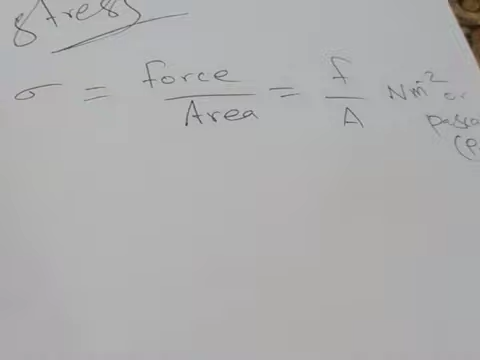 stress
σ = force / Area = f / A Nm⁻² or
pasca
(P